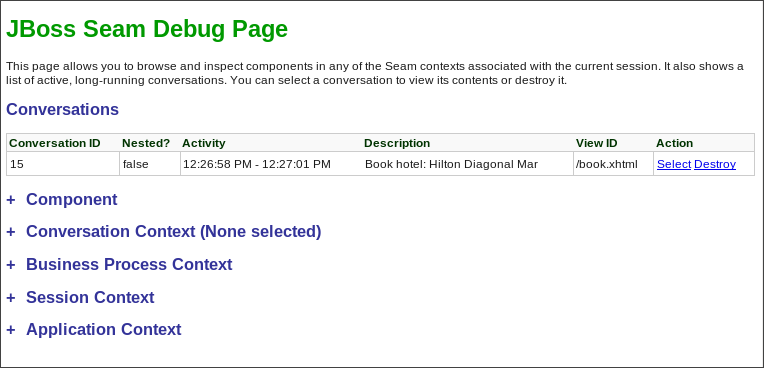 JBoss Seam Debug Page
This page allows you to browse and inspect components in any of the Seam contexts associated with the current session. It also shows a
list of active, long-running conversations. You can select a conversation to view its contents or destroy it.
Conversations
Conversation ID Nested? Activity Description View ID Action
15 false 12:26:58 PM - 12:27:01 PM Book hotel: Hilton Diagonal Mar /book.xhtml Select Destroy
+ Component
+ Conversation Context (None selected)
+ Business Process Context
+ Session Context
+ Application Context